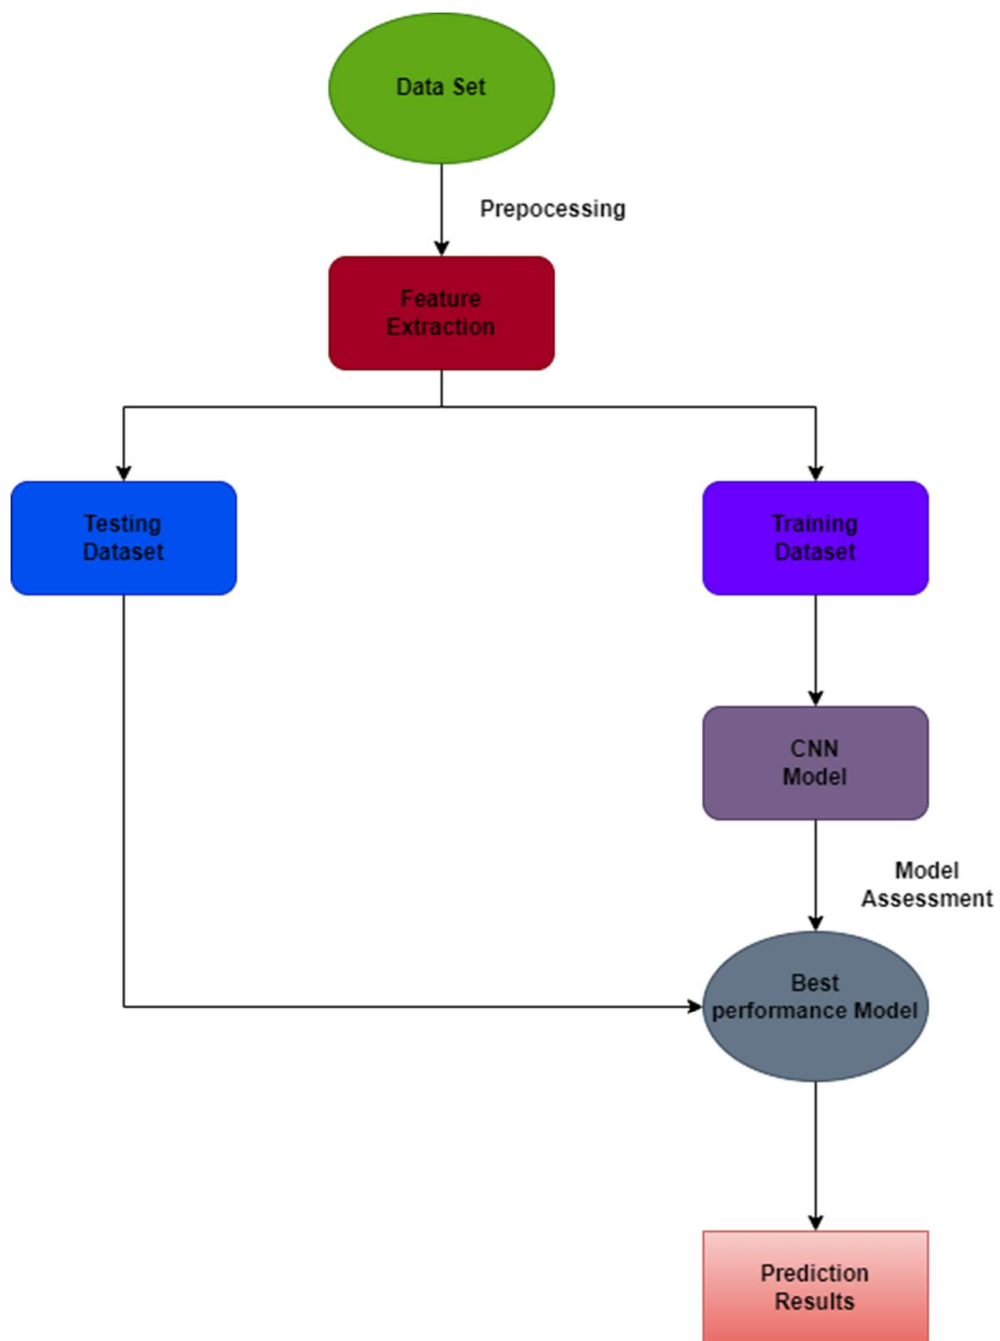 Data Set
Prepocessing
Feature
Extraction
Testing
Dataset
Training
Dataset
CNN
Model
Model
Assessment
Best
performance Model
Prediction
Results